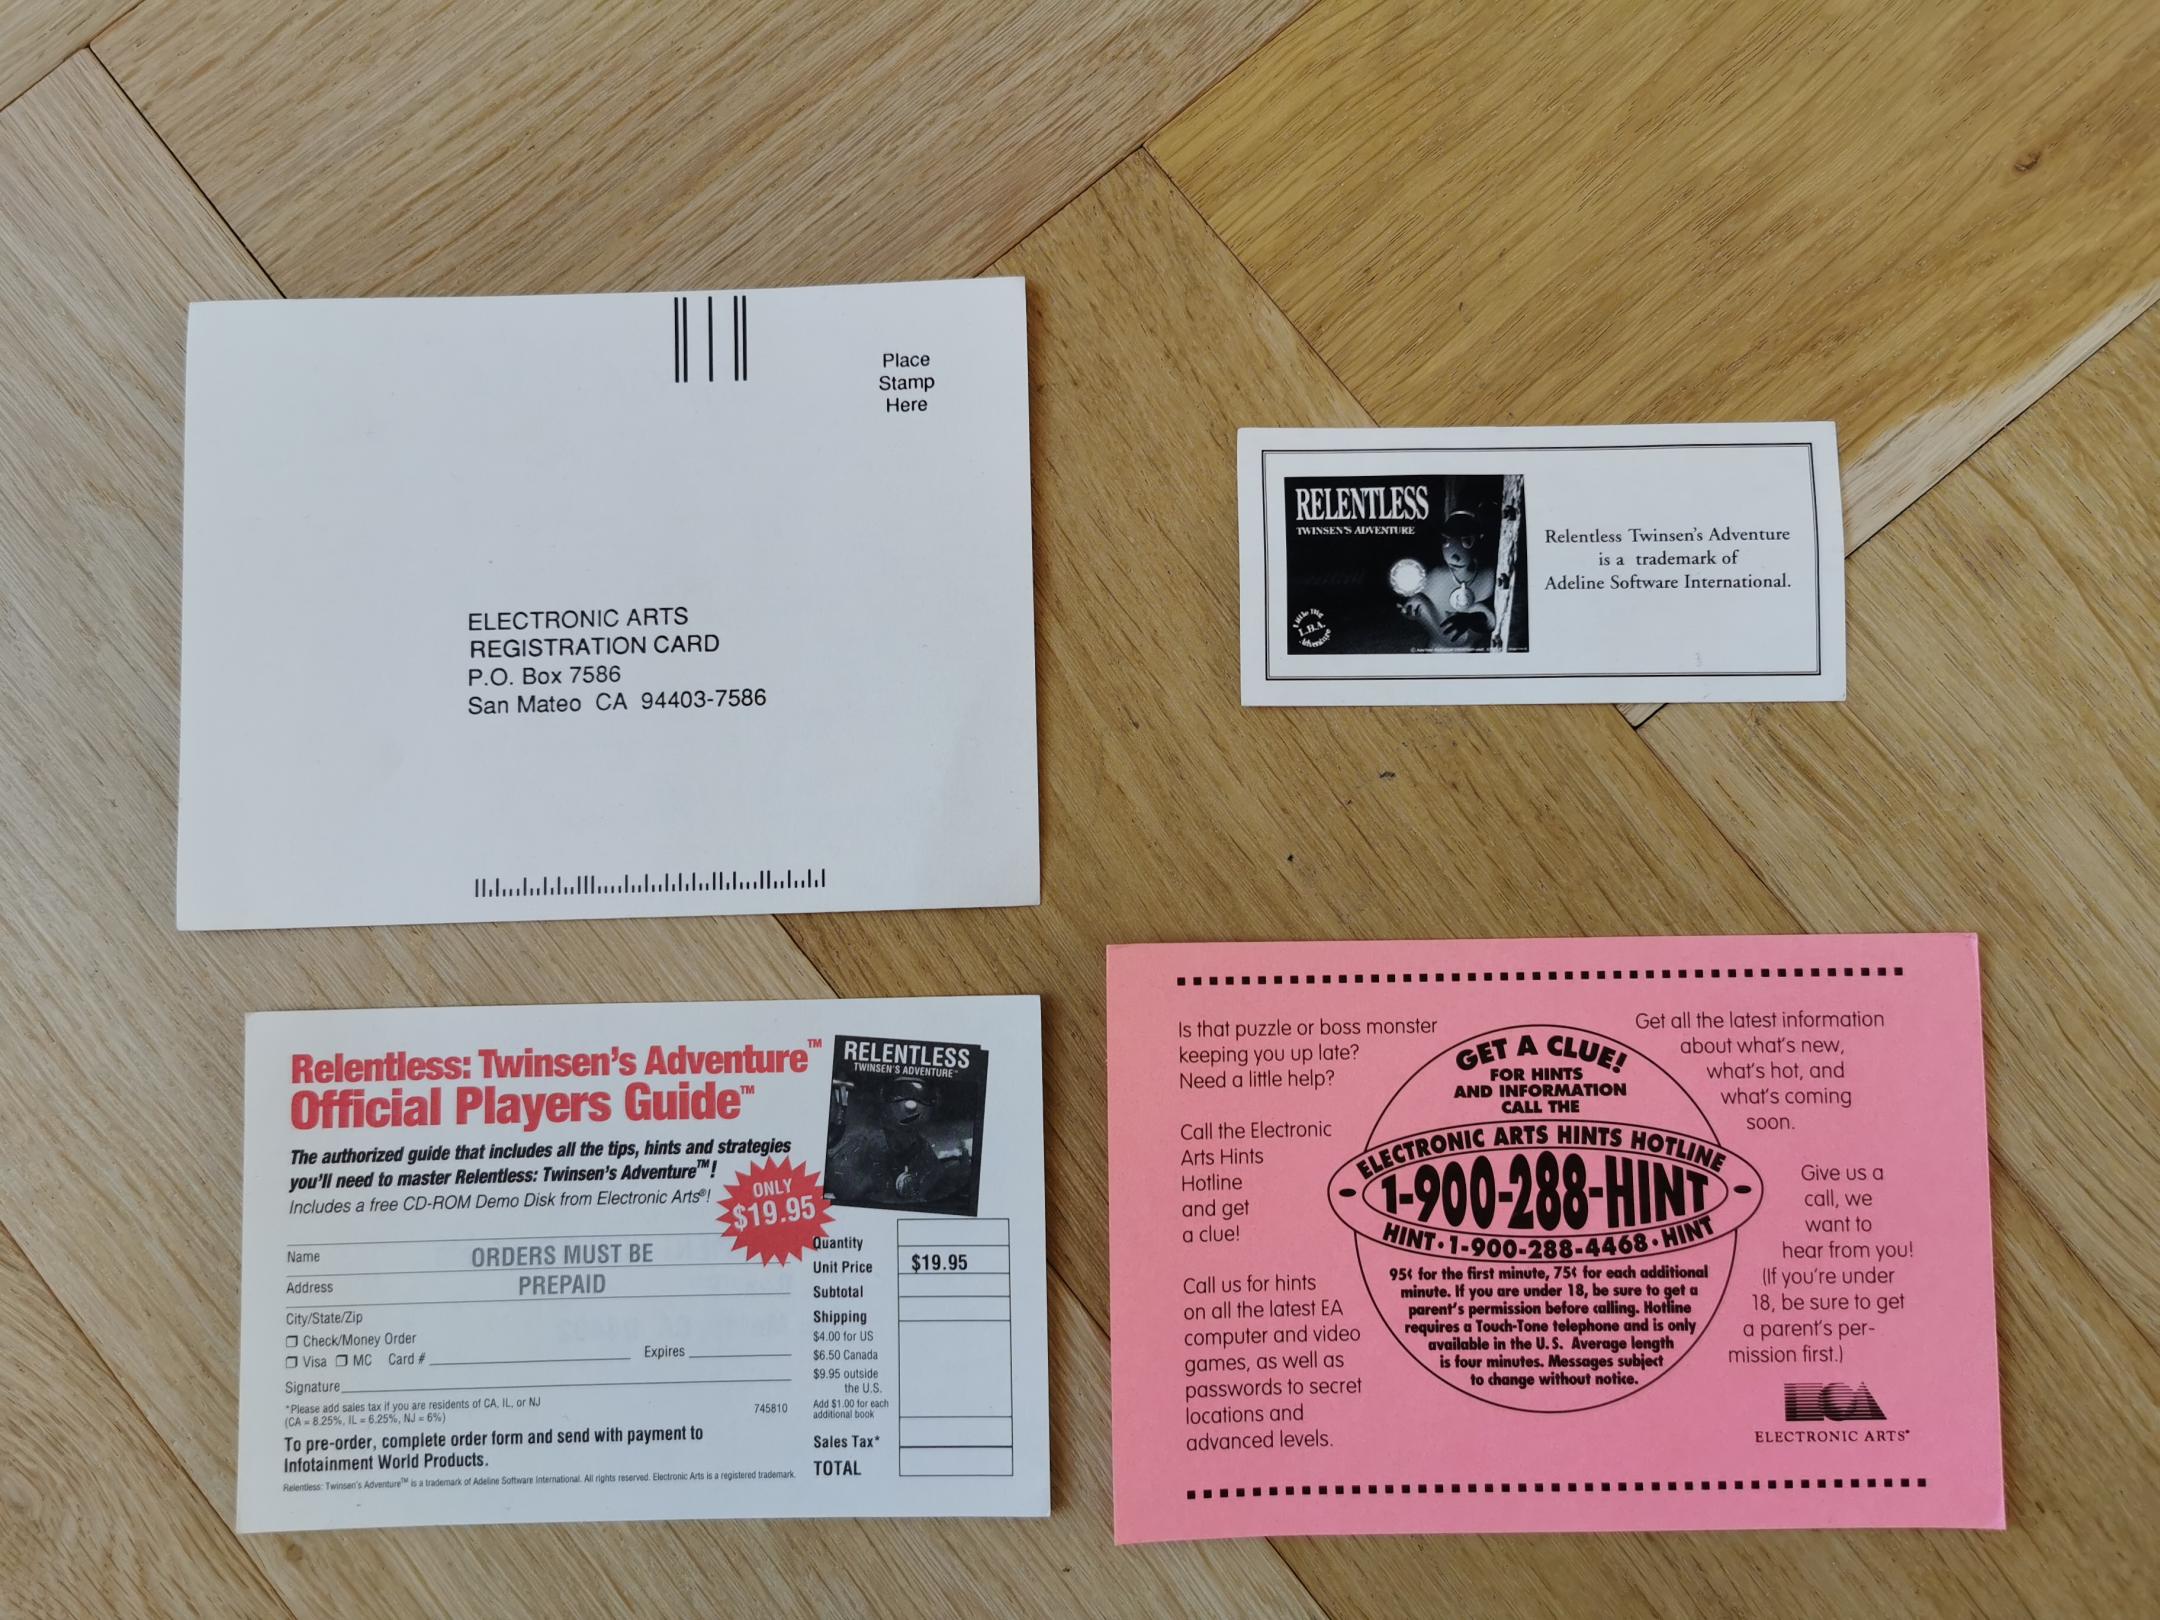 Place
Stamp
Here
ELECTRONIC ARTS
REGISTRATION CARD
P.O. Box 7586
San Mateo CA 94403-7586
RELENTLESS
TWINSEN'S ADVENTURE
L.B.A.
Relentless Twinsen's Adventure
is a trademark of
Adeline Software International.
Relentless: Twinsen's Adventure™
Official Players Guide™
The authorized guide that includes all the tips, hints and strategies
you'll need to master Relentless: Twinsen's Adventure™!
Includes a free CD-ROM Demo Disk from Electronic Arts®!
ONLY
$19.95
RELENTLESS
TWINSEN'S ADVENTURE™
Name
ORDERS MUST BE
Address
PREPAID
City/State/Zip
❒ Check/Money Order
❒ Visa ❒ MC Card #
Expires
Signature
*Please add sales tax if you are residents of CA, IL, or NJ
(CA = 8.25%, IL = 6.25%, NJ = 6%)
745810
To pre-order, complete order form and send with payment to
Infotainment World Products.
Relentless: Twinsen's Adventure™ is a trademark of Adeline Software International. All rights reserved. Electronic Arts is a registered trademark.
Quantity
Unit Price $19.95
Subtotal
Shipping
$4.00 for US
$6.50 Canada
$9.95 outside
the U.S.
Add $1.00 for each
additional book
Sales Tax*
TOTAL
Is that puzzle or boss monster
keeping you up late?
Need a little help?
Call the Electronic
Arts Hints
Hotline
and get
a clue!
Call us for hints
on all the latest EA
computer and video
games, as well as
passwords to secret
locations and
advanced levels.
GET A CLUE!
FOR HINTS
AND INFORMATION
CALL THE
ELECTRONIC ARTS HINTS HOTLINE
1-900-288-HINT
HINT • 1-900-288-4468 • HINT
95¢ for the first minute, 75¢ for each additional
minute. If you are under 18, be sure to get a
parent's permission before calling. Hotline
requires a Touch-Tone telephone and is only
available in the U.S. Average length
is four minutes. Messages subject
to change without notice.
Get all the latest information
about what's new,
what's hot, and
what's coming
soon.
Give us a
call, we
want to
hear from you!
(If you're under
18, be sure to get
a parent's per-
mission first.)
EOA
ELECTRONIC ARTS®